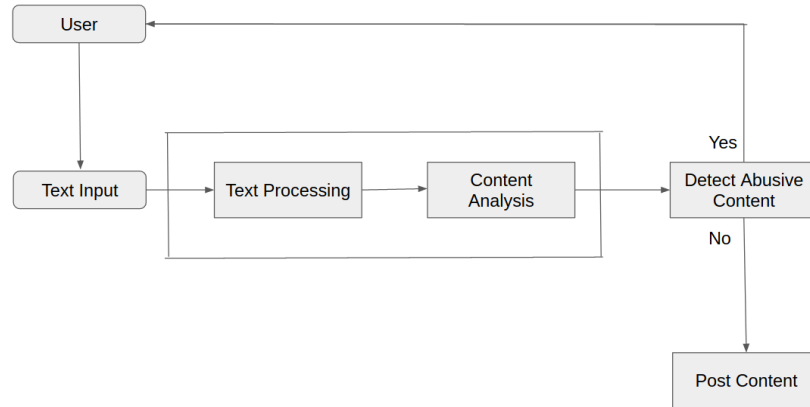 User
Yes
Text Input
Text Processing
Content
Analysis
Detect Abusive
Content
No
Post Content